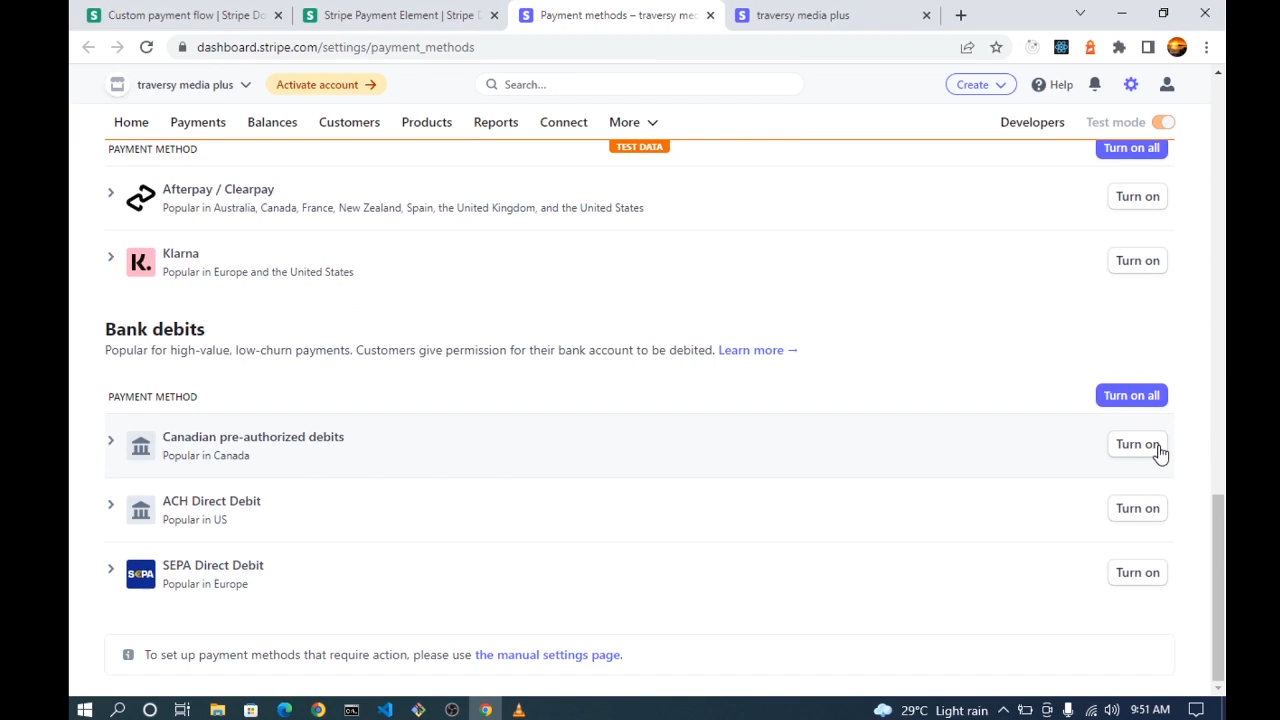 Custom payment flow | Stripe Do
Stripe Payment Element | Stripe D
Payment methods – traversy med
traversy media plus
dashboard.stripe.com/settings/payment_methods
traversy media plus
Activate account →
Search...
Create
Help
Home
Payments
Balances
Customers
Products
Reports
Connect
More
Developers
Test mode
TEST DATA
PAYMENT METHOD
Turn on all
Afterpay / Clearpay
Popular in Australia, Canada, France, New Zealand, Spain, the United Kingdom, and the United States
Turn on
K.
Klarna
Popular in Europe and the United States
Turn on
Bank debits
Popular for high-value, low-churn payments. Customers give permission for their bank account to be debited. Learn more →
PAYMENT METHOD
Turn on all
Canadian pre-authorized debits
Popular in Canada
Turn on
ACH Direct Debit
Popular in US
Turn on
SEPA
SEPA Direct Debit
Popular in Europe
Turn on
To set up payment methods that require action, please use the manual settings page.
29°C Light rain
9:51 AM